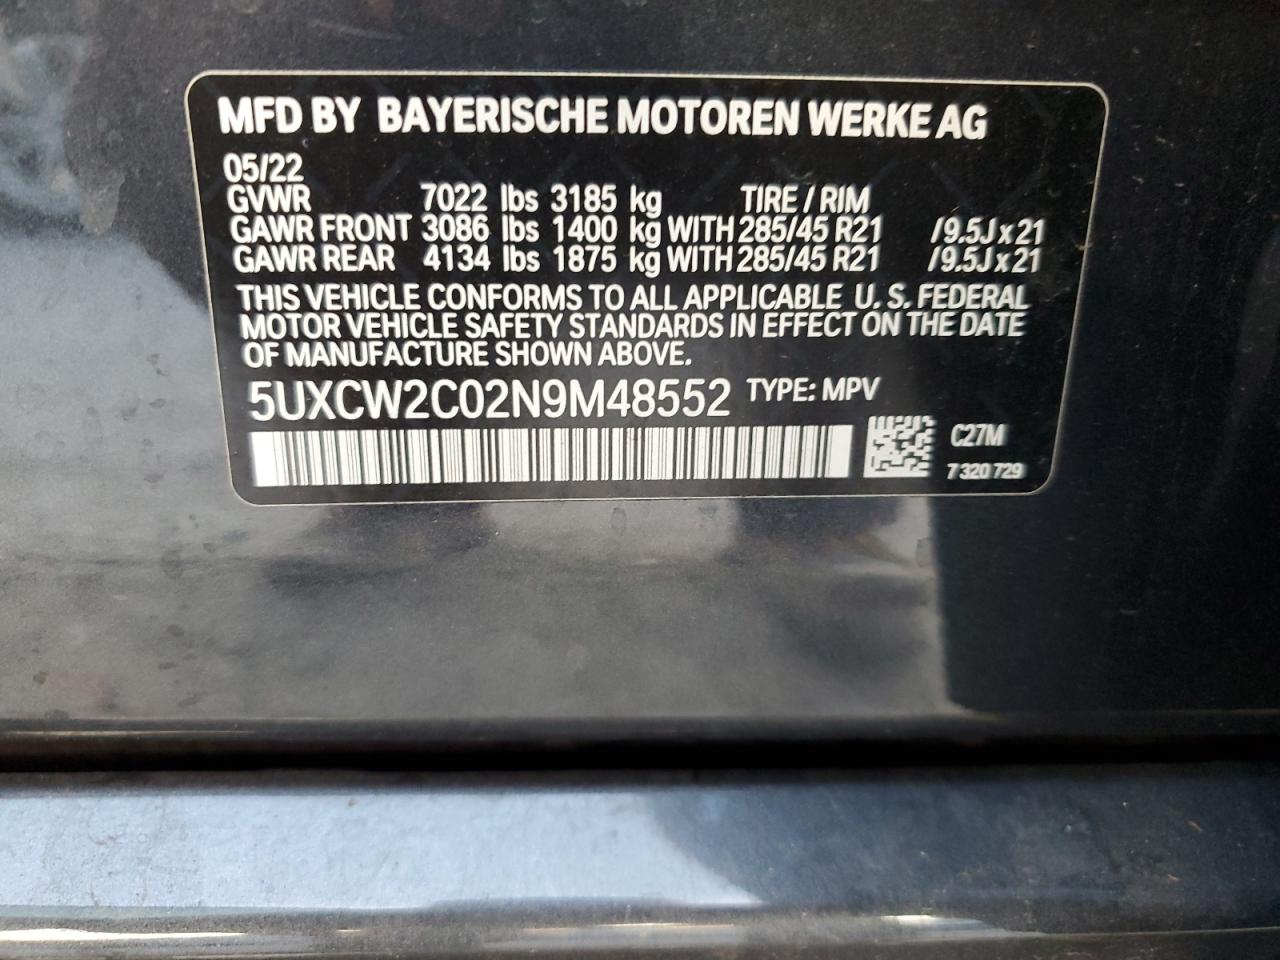 MFD BY BAYERISCHE MOTOREN WERKE AG
05/22
GVWR 7022 lbs 3185 kg TIRE / RIM
GAWR FRONT 3086 lbs 1400 kg WITH 285/45 R21 /9.5J x 21
GAWR REAR 4134 lbs 1875 kg WITH 285/45 R21 /9.5J x 21
THIS VEHICLE CONFORMS TO ALL APPLICABLE U. S. FEDERAL
MOTOR VEHICLE SAFETY STANDARDS IN EFFECT ON THE DATE
OF MANUFACTURE SHOWN ABOVE.
5UXCW2C02N9M48552 TYPE: MPV
C27M
7 320 729